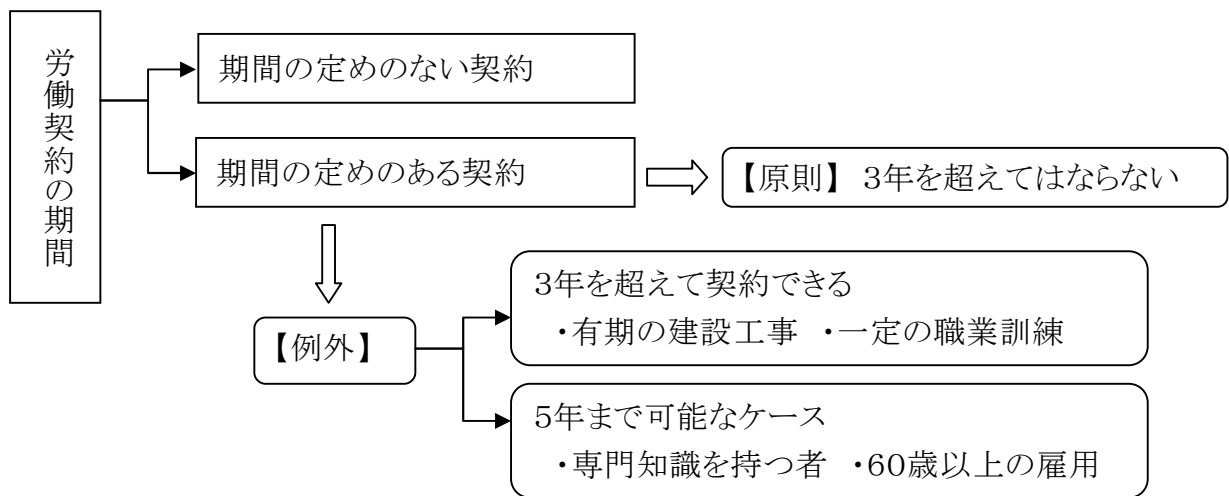 労働契約の期間
期間の定めのない契約
期間の定めのある契約
【原則】 3年を超えてはならない
【例外】
3年を超えて契約できる
・有期の建設工事 ・一定の職業訓練
5年まで可能なケース
・専門知識を持つ者 ・60歳以上の雇用